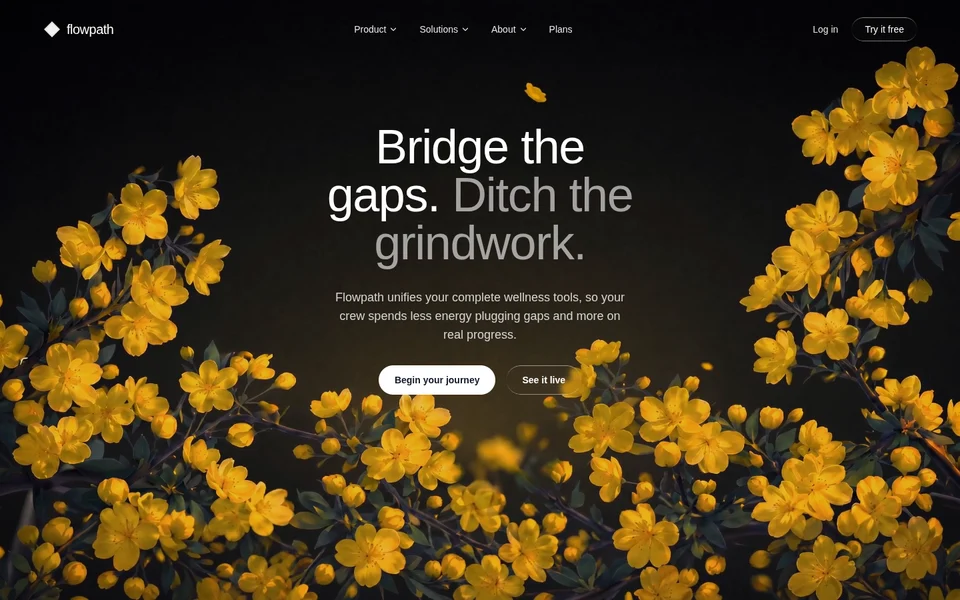 flowpath
Product
Solutions
About
Plans
Log in
Try it free
Bridge the
gaps. Ditch the
grindwork.
Flowpath unifies your complete wellness tools, so your
crew spends less energy plugging gaps and more on
real progress.
Begin your journey
See it live